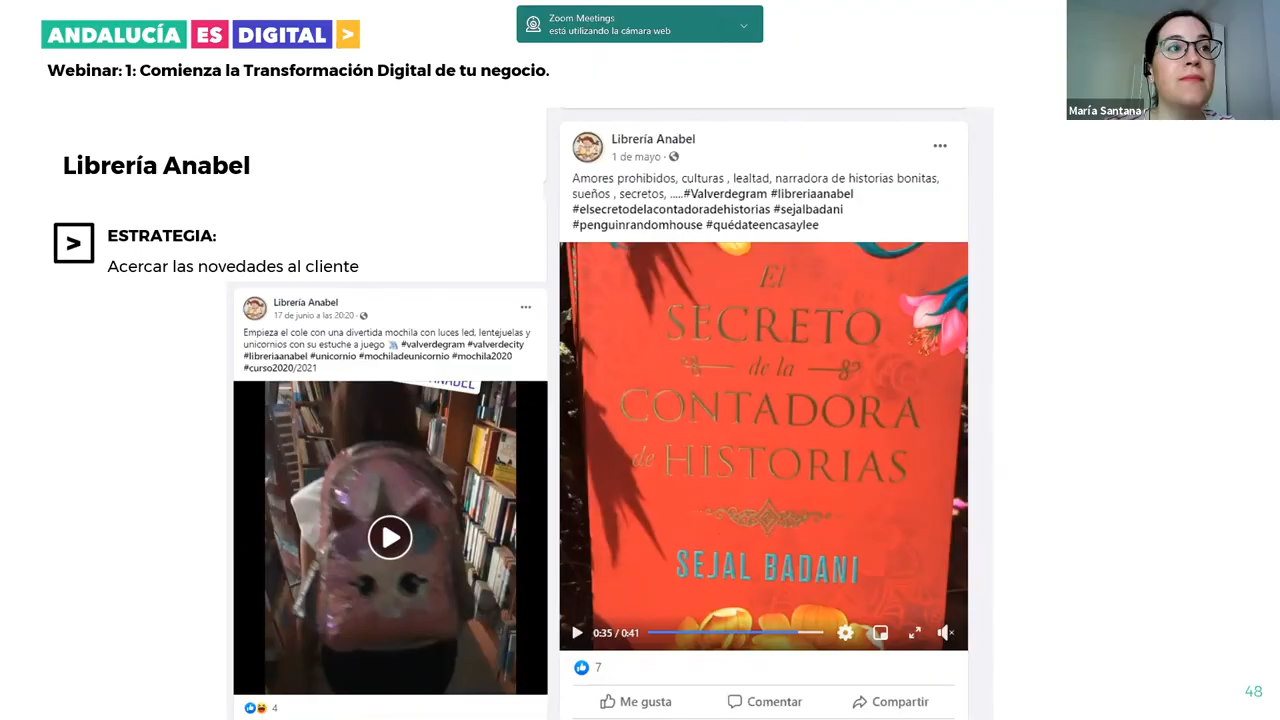 ANDALUCÍA ES DIGITAL >
Zoom Meetings
está utilizando la cámara web
María Santana
Webinar: 1: Comienza la Transformación Digital de tu negocio.
Librería Anabel
> ESTRATEGIA:
Acercar las novedades al cliente
Librería Anabel
17 de junio a las 20:20 ·
Empieza el cole con una divertida mochila con luces led, lentejuelas y
unicornios con su estuche a juego #valverdegram #valverdecity
#libreriaanabel #unicornio #mochiladeunicornio #mochila2020
#curso2020/2021
ANABEL
4
Librería Anabel
1 de mayo ·
Amores prohibidos, culturas , lealtad, narradora de historias bonitas,
sueños , secretos, .....#Valverdegram #libreriaanabel
#elsecretodelacontadoradehistorias #sejalbadani
#penguinrandomhouse #quédateencasaylee
El
SECRETO
de la
CONTADORA
de HISTORIAS
SEJAL BADANI
0:35 / 0:41
7
Me gusta
Comentar
Compartir
48